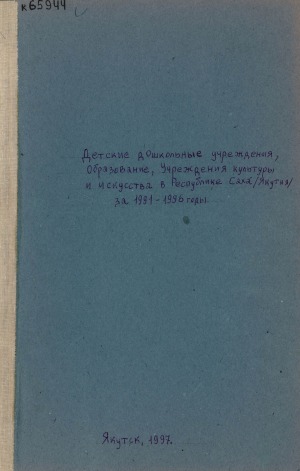 к65944
Детские дошкольные учреждения,
Образование, Учреждения культуры
и искусства в Республике Саха/Якутия/
за 1991-1996 годы.
Якутск, 1997.